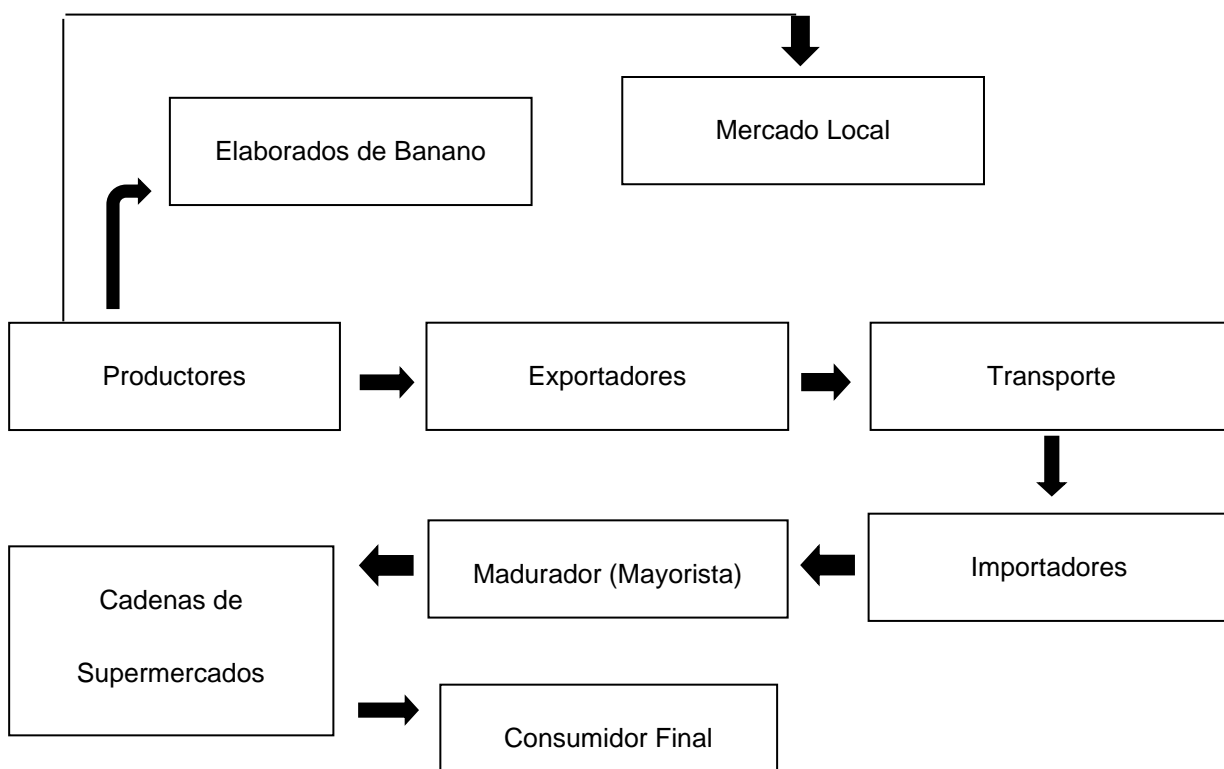 Mercado Local
Elaborados de Banano
Productores
Exportadores
Transporte
Importadores
Madurador (Mayorista)
Cadenas de
Supermercados
Consumidor Final